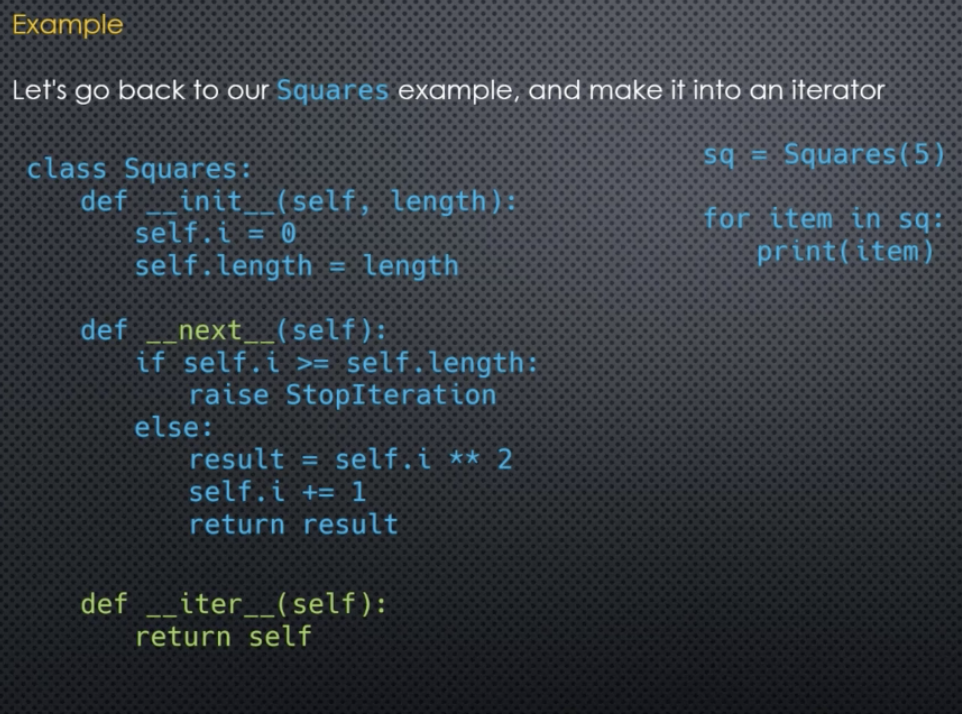 Example
Let's go back to our Squares example, and make it into an iterator
class Squares:
    def __init__(self, length):
        self.i = 0
        self.length = length
    def __next__(self):
        if self.i >= self.length:
            raise StopIteration
        else:
            result = self.i ** 2
            self.i += 1
            return result
    def __iter__(self):
        return self
sq = Squares(5)
for item in sq:
    print(item)